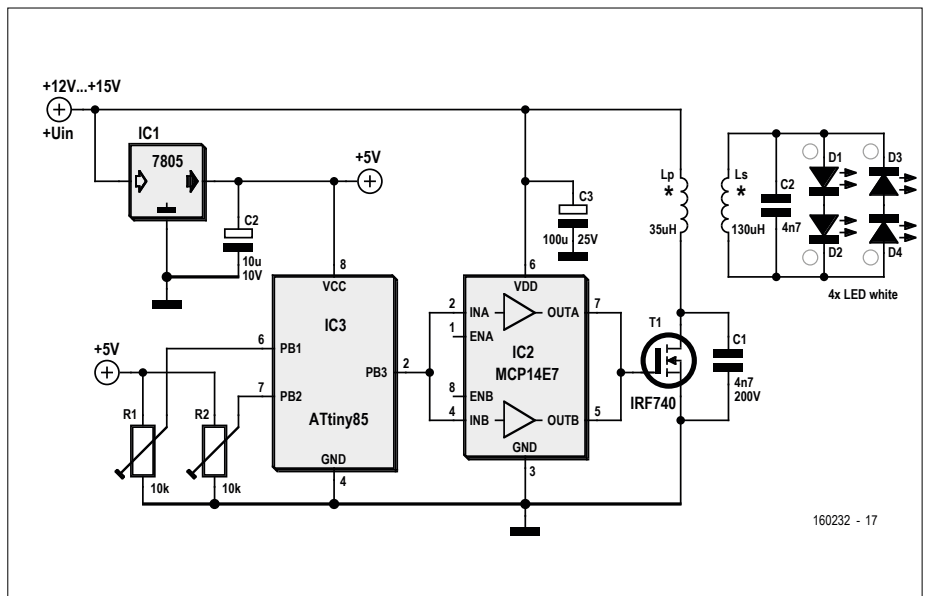 +12V...+15V
+Uin
IC1
7805
+5V
C2
10u
10V
C3
100u 25V
Lp
*
35uH
Ls
*
130uH
C2
4n7
D1
D2
D3
D4
4x LED white
8
VCC
IC3
6 PB1
7 PB2
PB3 2
ATtiny85
GND
4
6
VDD
2 INA
OUTA 7
1 ENA
IC2
MCP14E7
8 ENB
4 INB
OUTB 5
GND
3
T1
IRF740
C1
4n7
200V
+5V
R1
R2
10k
10k
160232 - 17